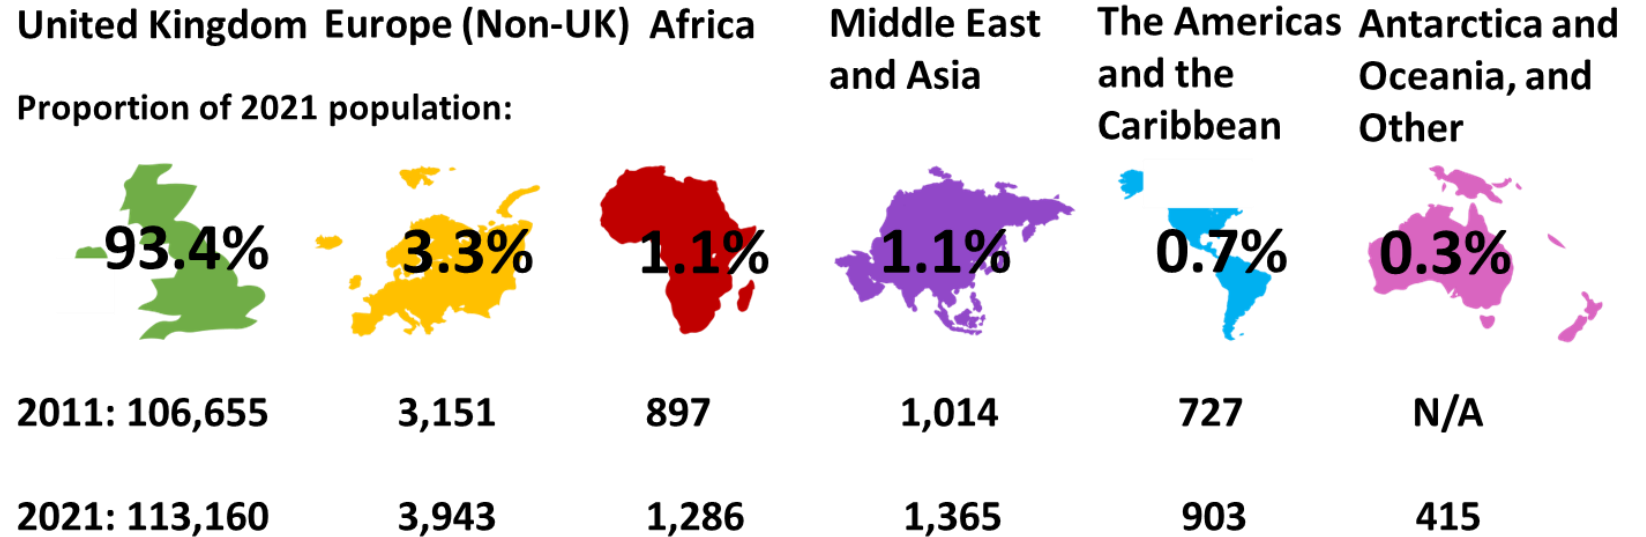 United Kingdom Europe (Non-UK) Africa
Middle East
and Asia
The Americas
and the
Caribbean
Antarctica and
Oceania, and
Other
Proportion of 2021 population:
93.4% 3.3% 1.1% 1.1% 0.7% 0.3%
2011: 106,655 3,151 897 1,014 727 N/A
2021: 113,160 3,943 1,286 1,365 903 415